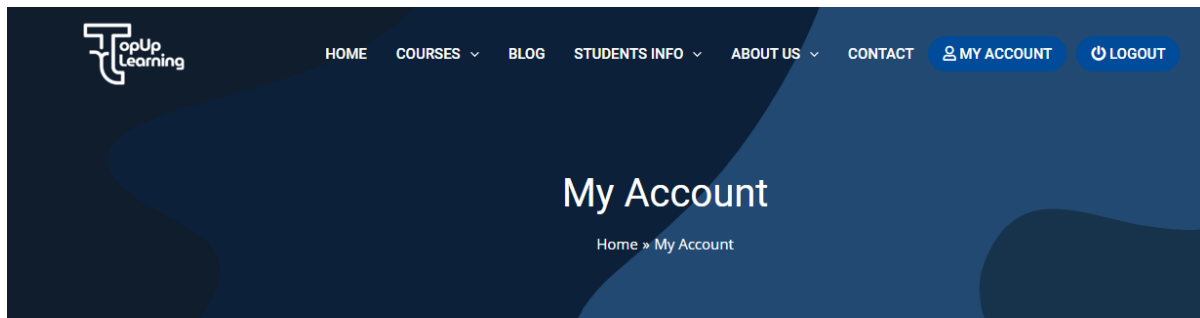 TopUp
Learning
HOME COURSES BLOG STUDENTS INFO ABOUT US CONTACT MY ACCOUNT LOGOUT
My Account
Home » My Account